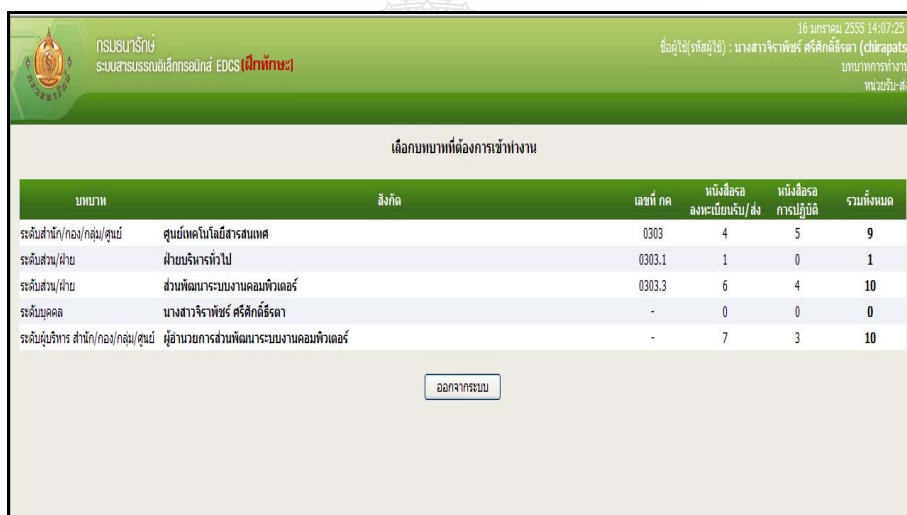 16 มกราคม 2555 14:07:25
กรมธนารักษ์
ชื่อผู้ใช้(รหัสผู้ใช้) : นางสาวจิราพัชร์ ศรีศักดิ์ธีรดา (chirapats
ระบบสารบรรณอิเล็กทรอนิกส์ EDCS(ฝึกทักษะ)
บทบาทการทำงาน
หน่วยรับ-ส่
เลือกบทบาทที่ต้องการเข้าทำงาน
บทบาท สังกัด เลขที่ กค หนังสือรอ ลงทะเบียนรับ/ส่ง หนังสือรอ การปฏิบัติ รวมทั้งหมด
ระดับสำนัก/กอง/กลุ่ม/ศูนย์ ศูนย์เทคโนโลยีสารสนเทศ 0303 4 5 9
ระดับส่วน/ฝ่าย ฝ่ายบริหารทั่วไป 0303.1 1 0 1
ระดับส่วน/ฝ่าย ส่วนพัฒนาระบบงานคอมพิวเตอร์ 0303.3 6 4 10
ระดับบุคคล นางสาวจิราพัชร์ ศรีศักดิ์ธีรดา - 0 0 0
ระดับผู้บริหาร สำนัก/กอง/กลุ่ม/ศูนย์ ผู้อำนวยการส่วนพัฒนาระบบงานคอมพิวเตอร์ - 7 3 10
ออกจากระบบ